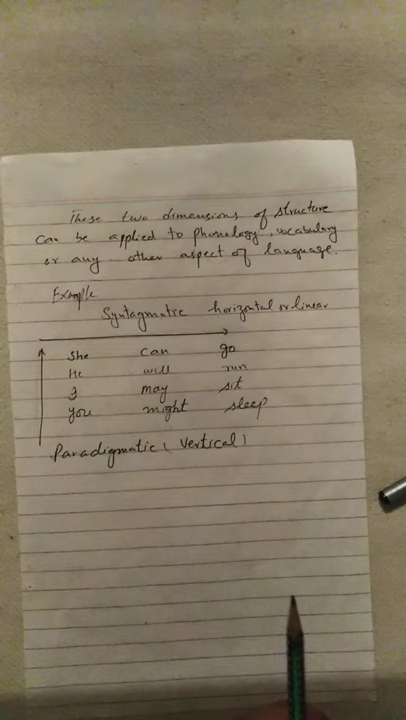 These two dimensions of structure
can be applied to phonology, vocabulary
or any other aspect of language.
Example
Syntagmatic horizontal or linear
She can go
He will run
I may sit
you might sleep
Paradigmatic (vertical)